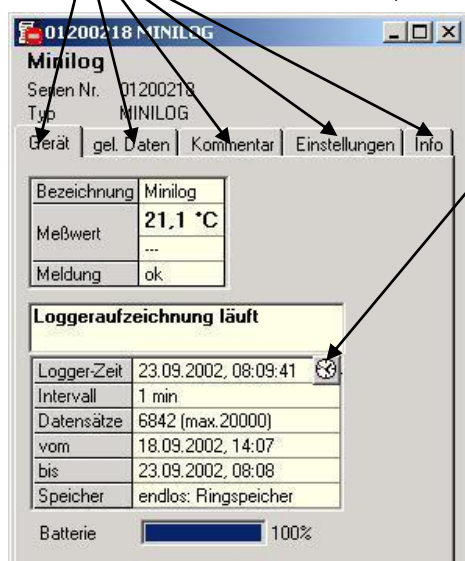 01200218 MINILOG
Minilog
Serien Nr. 01200218
Typ MINILOG
Gerät gel. Daten Kommentar Einstellungen Info
Bezeichnung Minilog
Meßwert 21,1 °C
---
Meldung ok
Loggeraufzeichnung läuft
Logger-Zeit 23.09.2002, 08:09:41
Intervall 1 min
Datensätze 6842 (max.20000)
vom 18.09.2002, 14:07
bis 23.09.2002, 08:08
Speicher endlos: Ringspeicher
Batterie 100%